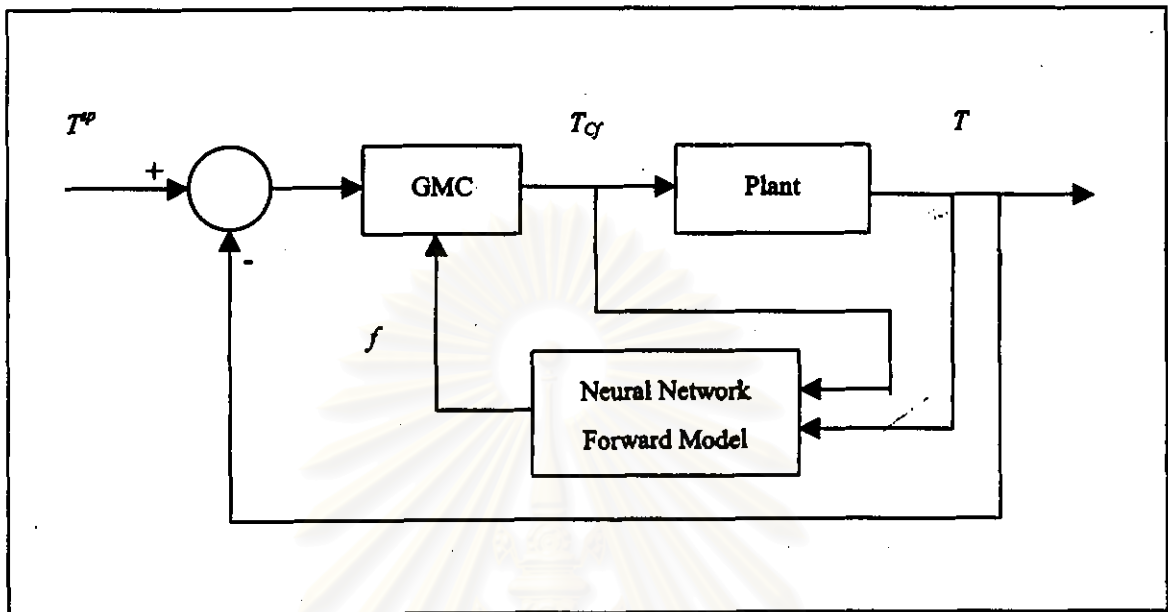 T^sp
T_Cf
T
+
GMC
Plant
-
f
Neural Network
Forward Model